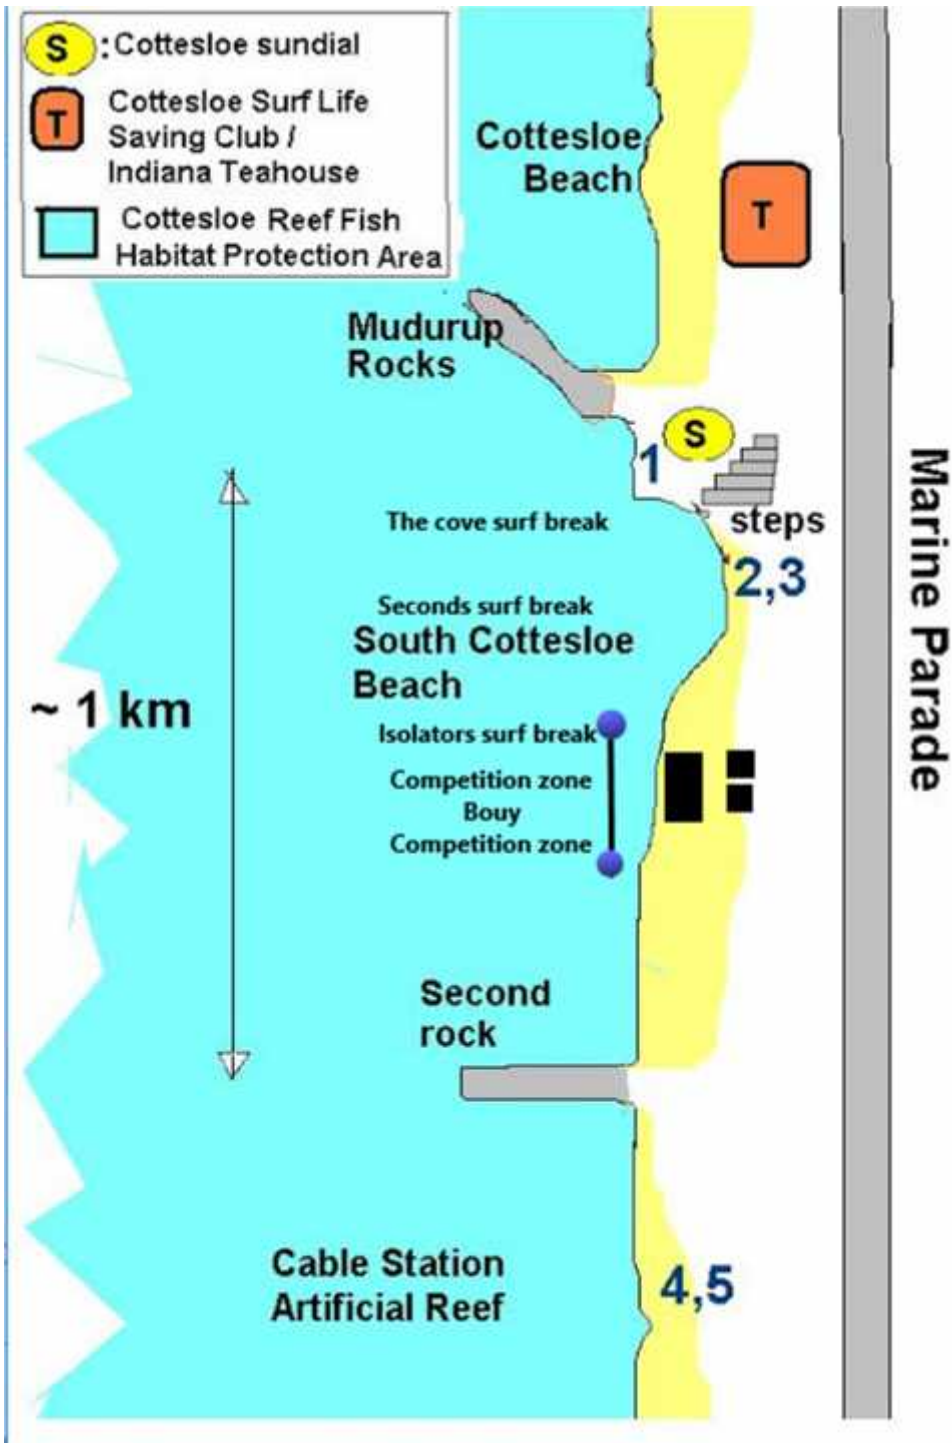 S : Cottesloe sundial
T Cottesloe Surf Life
Saving Club /
Indiana Teahouse
Cottesloe Reef Fish
Habitat Protection Area
Cottesloe
Beach
T
Mudurup
Rocks
S
1
steps
The cove surf break
2,3
Seconds surf break
South Cottesloe
Beach
~ 1 km
Isolators surf break
Competition zone
Bouy
Competition zone
Marine Parade
Second
rock
Cable Station
Artificial Reef
4,5